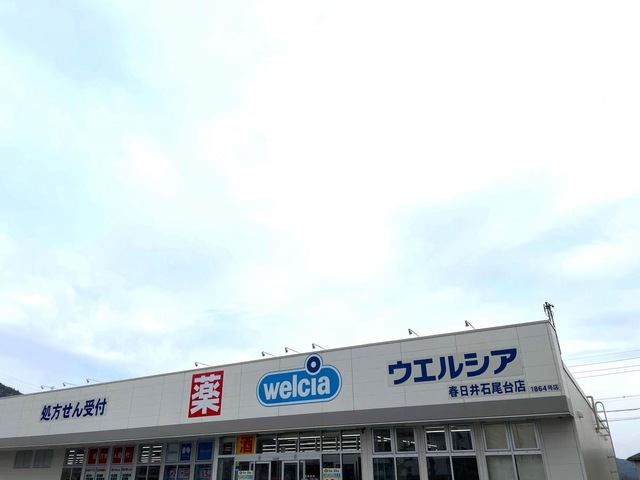 処方せん受付
薬
welcia
ウエルシア
春日井石尾台店 1864号店
酒